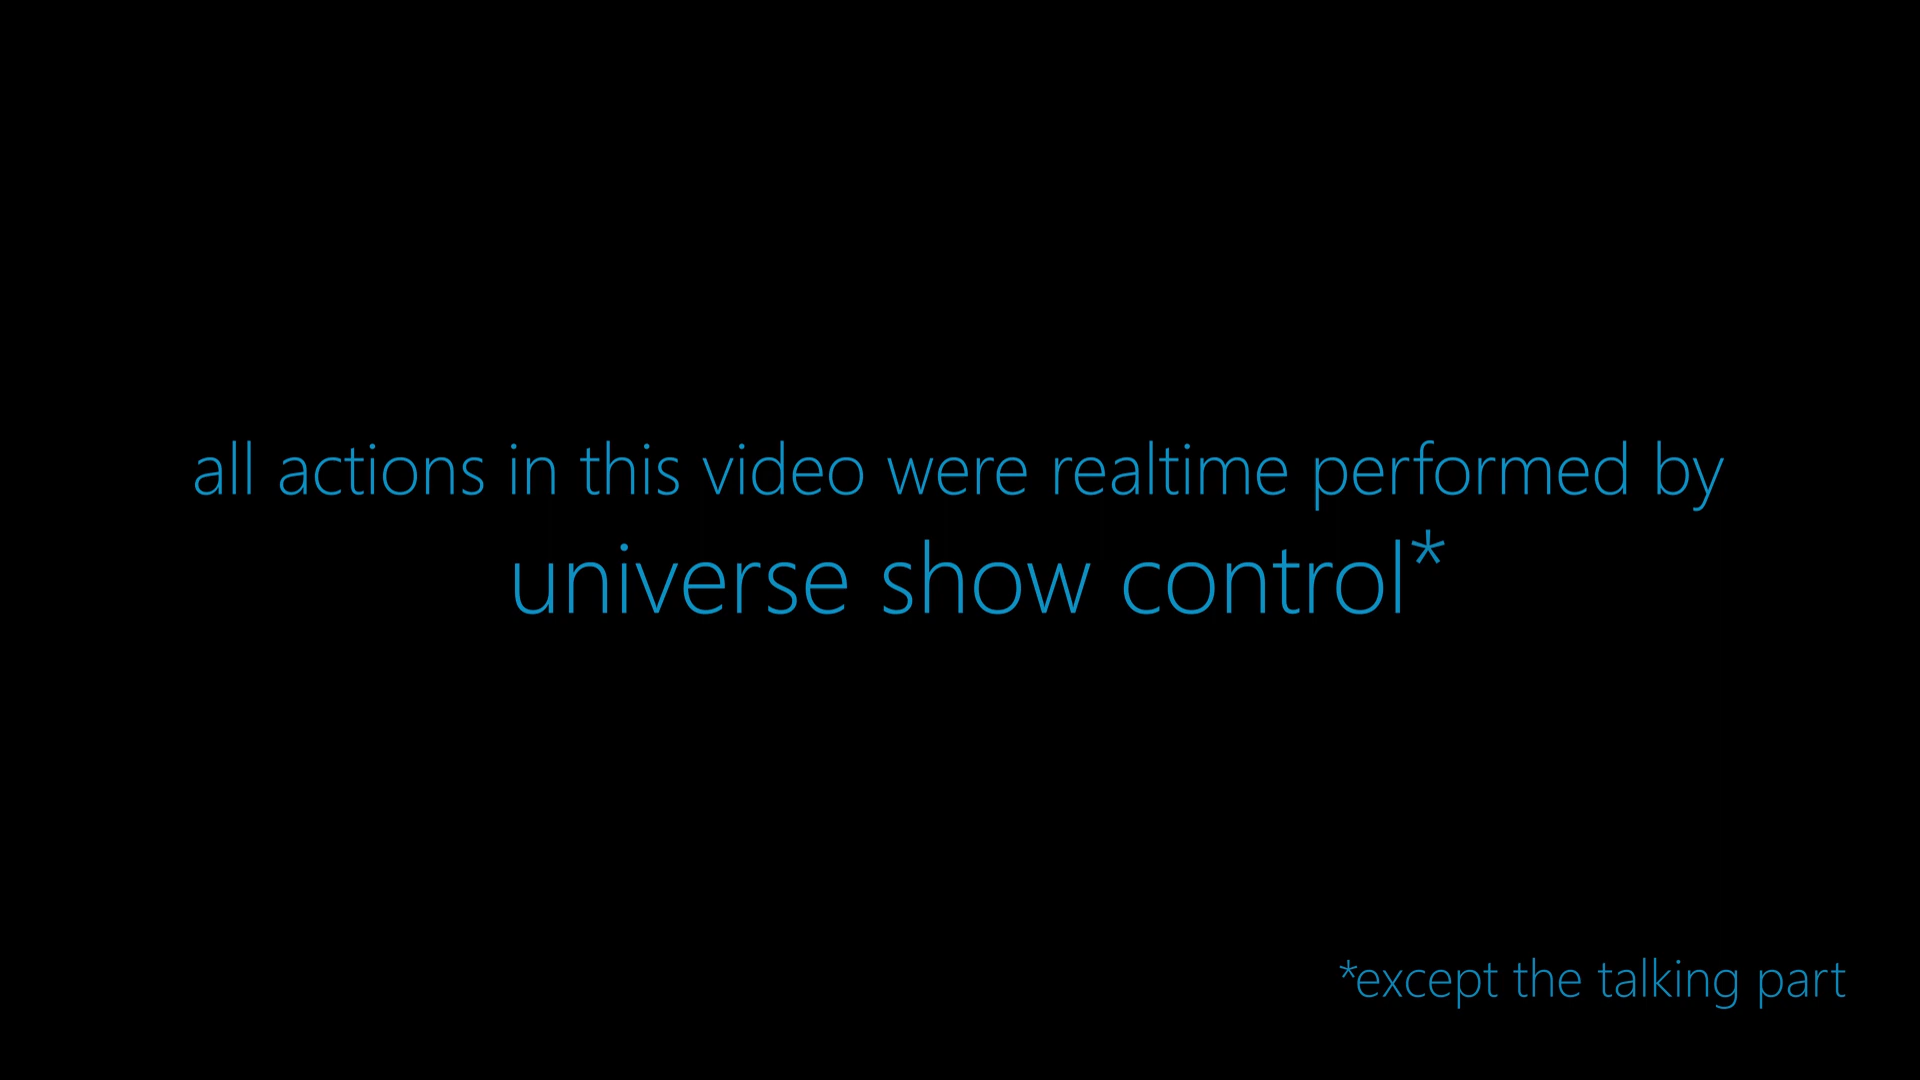 all actions in this video were realtime performed by
universe show control*
*except the talking part